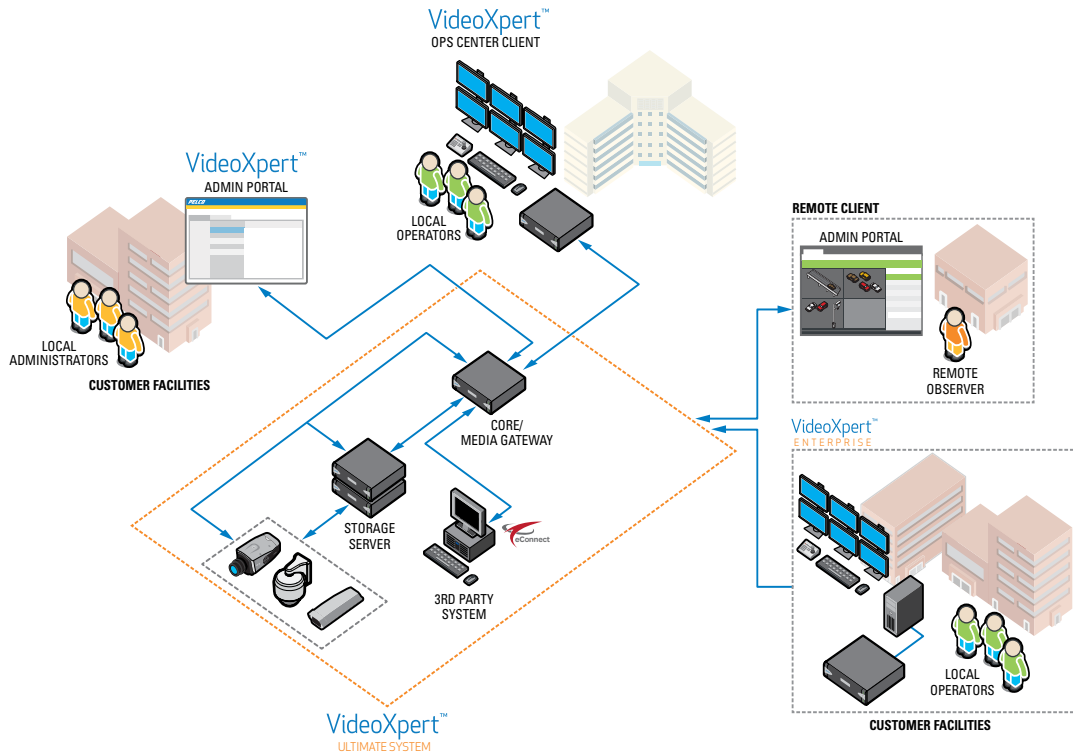 VideoXpert™
OPS CENTER CLIENT
LOCAL
OPERATORS
VideoXpert™
ADMIN PORTAL
PELCO
LOCAL
ADMINISTRATORS
CUSTOMER FACILITIES
REMOTE CLIENT
ADMIN PORTAL
REMOTE
OBSERVER
CORE/
MEDIA GATEWAY
STORAGE
SERVER
eConnect
3RD PARTY
SYSTEM
VideoXpert™
ENTERPRISE
LOCAL
OPERATORS
CUSTOMER FACILITIES
VideoXpert™
ULTIMATE SYSTEM